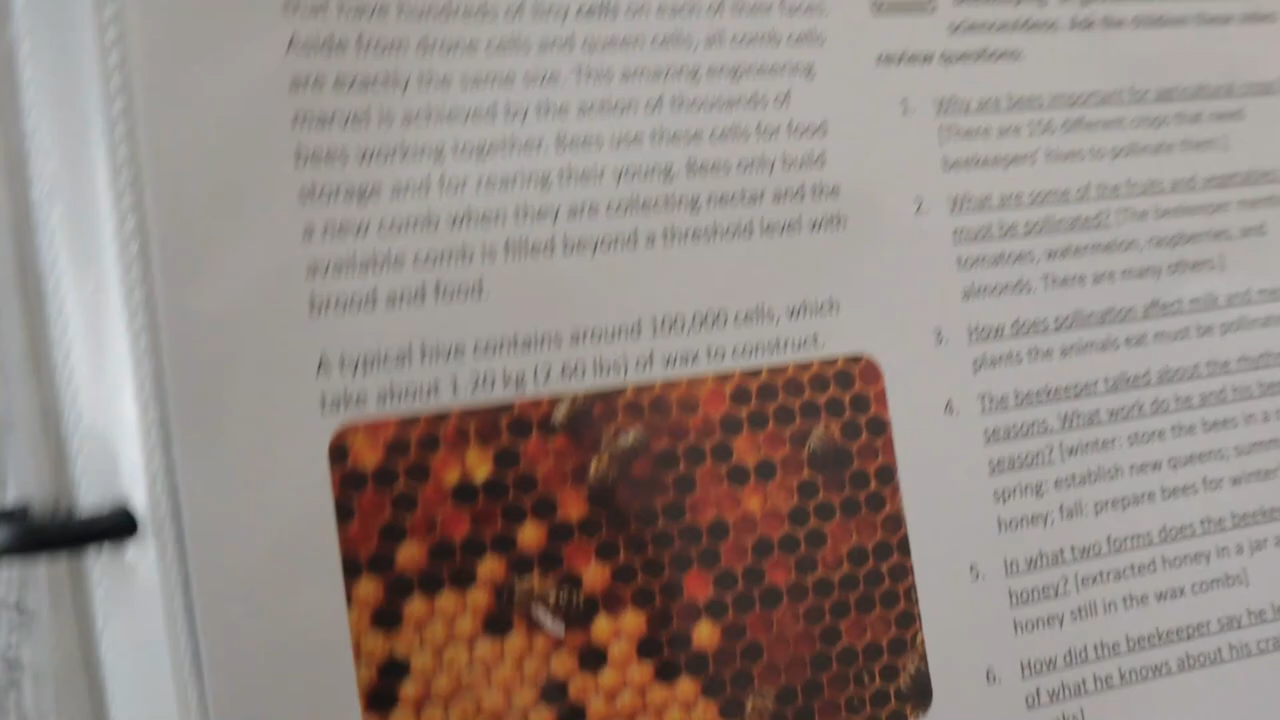 that have hundreds of tiny cells on each of their faces.
Aside from drone cells and queen cells, all comb cells
are exactly the same size. This amazing engineering
marvel is achieved by the action of thousands of
bees working together. Bees use these cells for food
storage and for rearing their young. Bees only build
a new comb when they are collecting nectar and the
available comb is filled beyond a threshold level with
brood and food.
A typical hive contains around 100,000 cells, which
take about 1.20 kg (2.60 lbs) of wax to construct.
review questions.
1. Why are bees important for agricultural
[There are 256 different crops that need
beekeepers' hives to pollinate them.]
2. What are some of the fruits and vegetables
must be pollinated? [The beekeeper
tomatoes, watermelon, raspberries, and
almonds. There are many others.]
3. How does pollination affect milk and
plants the animals eat must be
4. The beekeeper talked about the
seasons. What work do he and his
season? [winter: store the bees in a
spring: establish new queens;
honey; fall: prepare bees for winter
5. In what two forms does the
honey? [extracted honey in a jar
honey still in the wax combs]
6. How did the beekeeper say he
of what he knows about his